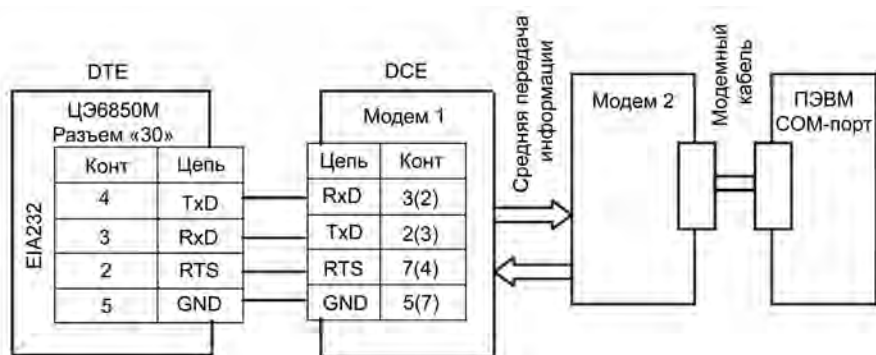 DTE
DCE
ЦЭ6850М
Разъем «30»
EIA232
Конт Цепь
4 TxD
3 RxD
2 RTS
5 GND
Модем 1
Цепь Конт
RxD 3(2)
TxD 2(3)
RTS 7(4)
GND 5(7)
Средняя передача
информации
Модем 2
Модемный
кабель
ПЭВМ
СОМ-порт